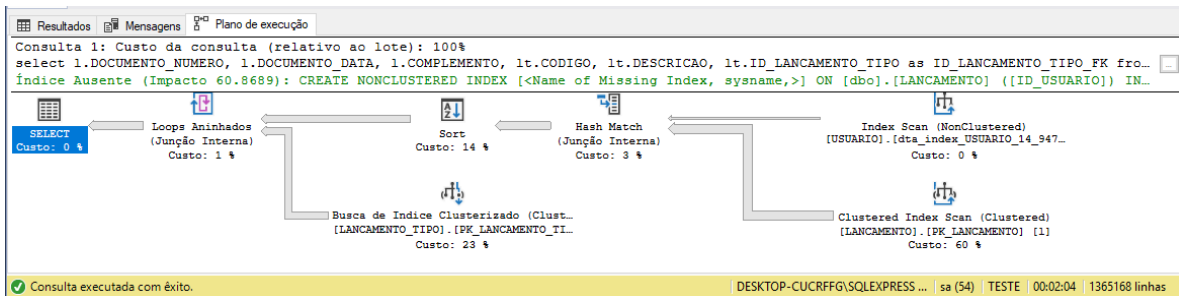 Resultados Mensagens Plano de execução
Consulta 1: Custo da consulta (relativo ao lote): 100%
select l.DOCUMENTO_NUMERO, l.DOCUMENTO_DATA, l.COMPLEMENTO, lt.CODIGO, lt.DESCRICAO, lt.ID_LANCAMENTO_TIPO as ID_LANCAMENTO_TIPO_FK fro… ...
Índice Ausente (Impacto 60.8689): CREATE NONCLUSTERED INDEX [<Name of Missing Index, sysname,>] ON [dbo].[LANCAMENTO] ([ID_USUARIO]) IN…
SELECT
Custo: 0 %
Loops Aninhados
(Junção Interna)
Custo: 1 %
Sort
Custo: 14 %
Hash Match
(Junção Interna)
Custo: 3 %
Index Scan (NonClustered)
[USUARIO].[dta_index_USUARIO_14_947…
Custo: 0 %
Busca de Indice Clusterizado (Clust…
[LANCAMENTO_TIPO].[PK_LANCAMENTO_TI…
Custo: 23 %
Clustered Index Scan (Clustered)
[LANCAMENTO].[PK_LANCAMENTO] [l]
Custo: 60 %
Consulta executada com êxito. DESKTOP-CUCRFFG\SQLEXPRESS ... sa (54) TESTE 00:02:04 1365168 linhas